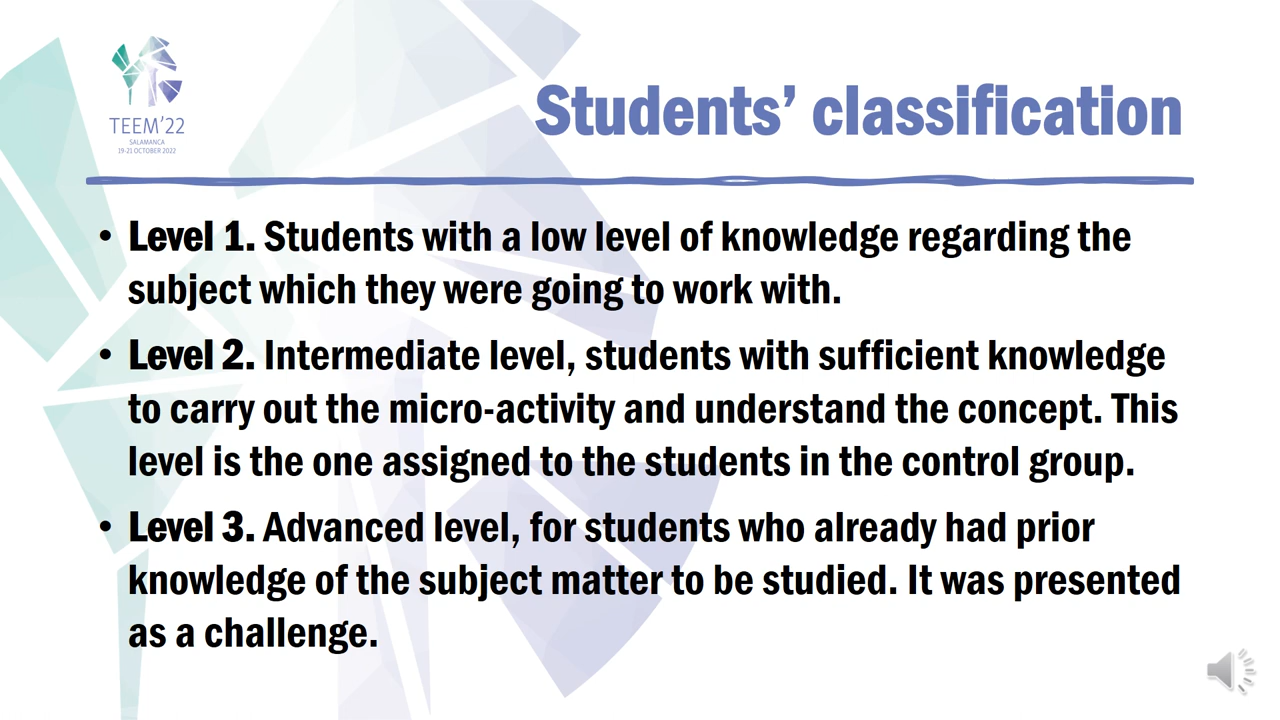 TEEM’22
SALAMANCA
19-21 OCTOBER 2022
Students’ classification
• Level 1. Students with a low level of knowledge regarding the
subject which they were going to work with.
• Level 2. Intermediate level, students with sufficient knowledge
to carry out the micro-activity and understand the concept. This
level is the one assigned to the students in the control group.
• Level 3. Advanced level, for students who already had prior
knowledge of the subject matter to be studied. It was presented
as a challenge.